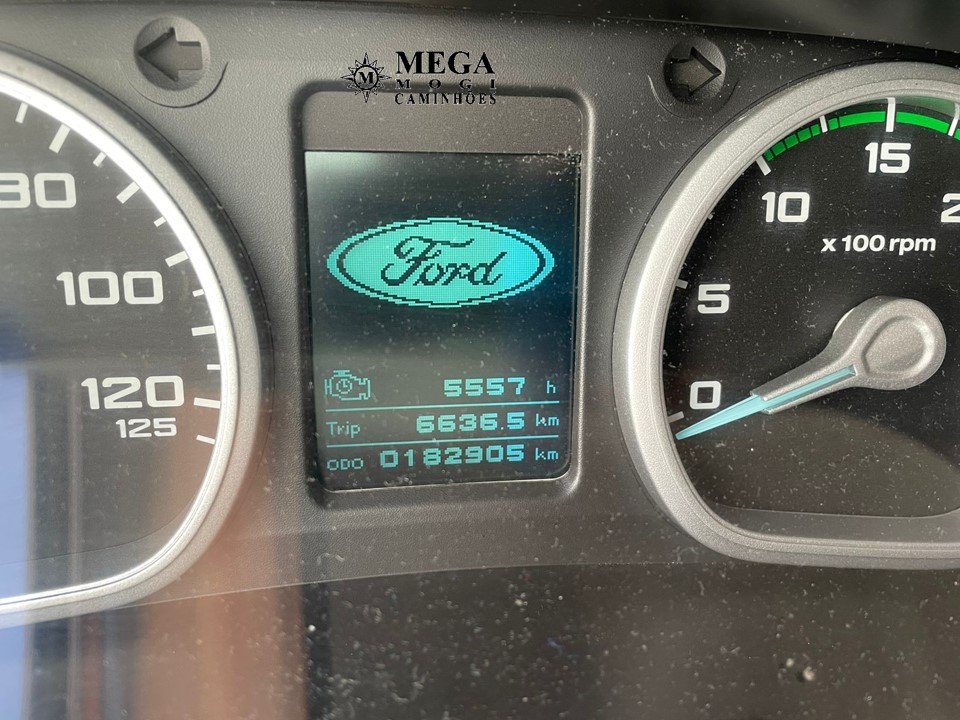 MEGA
MOGI
CAMINHÕES
M
Ford
5557 h
Trip 6636.5 km
ODO 0182905 km
100
120
125
0
5
10
15
x 100 rpm